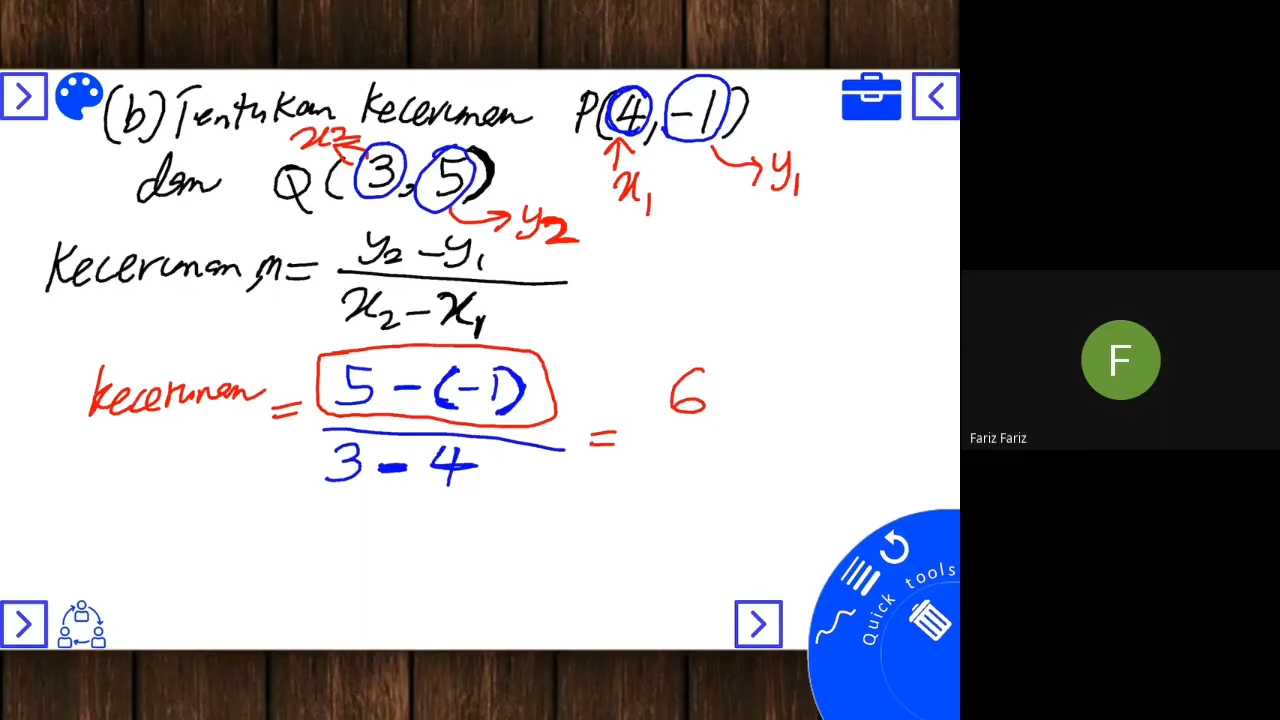 (b) Tentukan kecerunan P(4, -1)
x2
x1
y1
dan Q (3, 5)
y2
Kecerunan, m = y2 - y1 / x2 - x1
kecerunan = 5 - (-1) / 3 - 4 = 6
F
Fariz Fariz
Quick tools